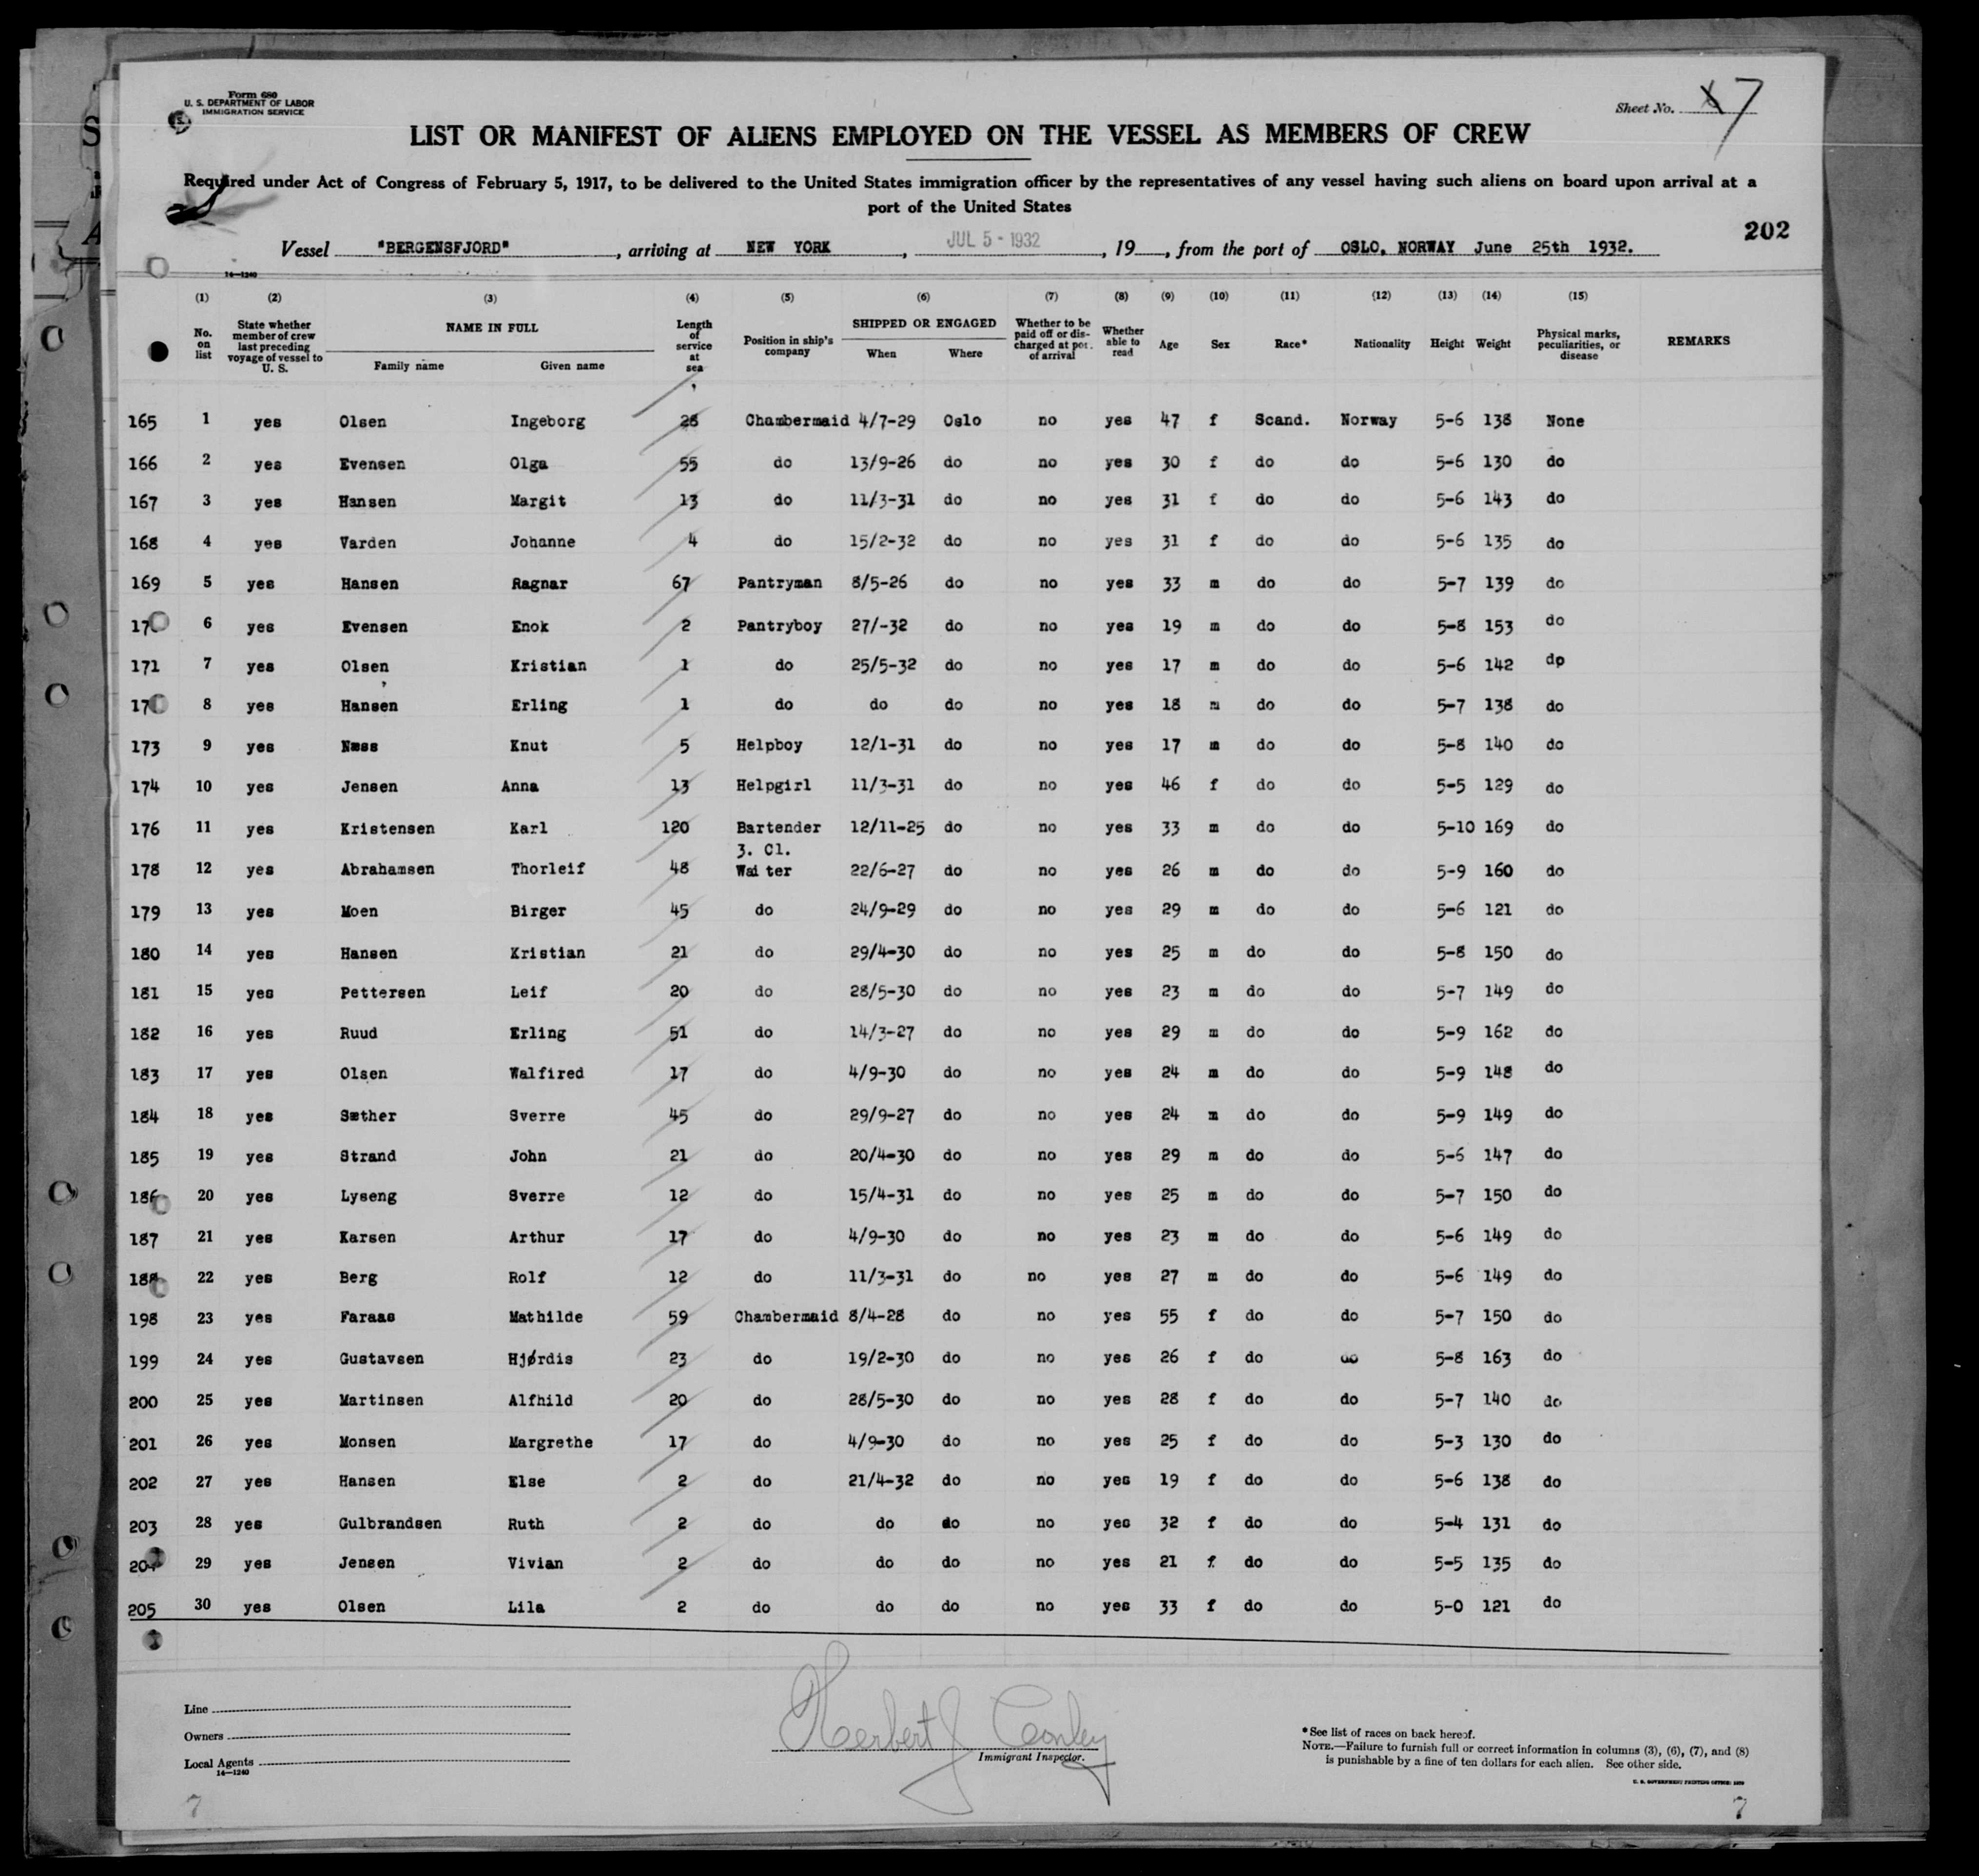 Form 680
U. S. DEPARTMENT OF LABOR
IMMIGRATION SERVICE
Sheet No. 7
LIST OR MANIFEST OF ALIENS EMPLOYED ON THE VESSEL AS MEMBERS OF CREW
Required under Act of Congress of February 5, 1917, to be delivered to the United States immigration officer by the representatives of any vessel having such aliens on board upon arrival at a
port of the United States
202
Vessel "BERGENSFJORD", arriving at NEW YORK, JUL 5 - 1932, 19, from the port of OSLO, NORWAY June 25th 1932.
14—1240
(1) (2) (3) (4) (5) (6) (7) (8) (9) (10) (11) (12) (13) (14) (15)
No. on list State whether member of crew last preceding voyage of vessel to U. S. NAME IN FULL Length of service at sea Position in ship's company SHIPPED OR ENGAGED Whether to be paid off or discharged at port of arrival Whether able to read Age Sex Race* Nationality Height Weight Physical marks, peculiarities, or disease REMARKS
Family name Given name When Where
165 1 yes Olsen Ingeborg 28 Chambermaid 4/7-29 Oslo no yes 47 f Scand. Norway 5-6 138 None
166 2 yes Evensen Olga 55 do 13/9-26 do no yes 30 f do do 5-6 130 do
167 3 yes Hansen Margit 13 do 11/3-31 do no yes 31 f do do 5-6 143 do
168 4 yes Varden Johanne 4 do 15/2-32 do no yes 31 f do do 5-6 135 do
169 5 yes Hansen Ragnar 67 Pantryman 8/5-26 do no yes 33 m do do 5-7 139 do
17 6 yes Evensen Enok 2 Pantryboy 27/-32 do no yes 19 m do do 5-8 153 do
171 7 yes Olsen Kristian 1 do 25/5-32 do no yes 17 m do do 5-6 142 do
17 8 yes Hansen Erling 1 do do do no yes 18 m do do 5-7 138 do
173 9 yes Næss Knut 5 Helpboy 12/1-31 do no yes 17 m do do 5-8 140 do
174 10 yes Jensen Anna 13 Helpgirl 11/3-31 do no yes 46 f do do 5-5 129 do
176 11 yes Kristensen Karl 120 Bartender 12/11-25 do no yes 33 m do do 5-10 169 do
3. Cl.
178 12 yes Abrahamsen Thorleif 48 Waiter 22/6-27 do no yes 26 m do do 5-9 160 do
179 13 yes Moen Birger 45 do 24/9-29 do no yes 29 m do do 5-6 121 do
180 14 yes Hansen Kristian 21 do 29/4-30 do no yes 25 m do do 5-8 150 do
181 15 yes Pettersen Leif 20 do 28/5-30 do no yes 23 m do do 5-7 149 do
182 16 yes Ruud Erling 51 do 14/3-27 do no yes 29 m do do 5-9 162 do
183 17 yes Olsen Walfired 17 do 4/9-30 do no yes 24 m do do 5-9 148 do
184 18 yes Sæther Sverre 45 do 29/9-27 do no yes 24 m do do 5-9 149 do
185 19 yes Strand John 21 do 20/4-30 do no yes 29 m do do 5-6 147 do
186 20 yes Lyseng Sverre 12 do 15/4-31 do no yes 25 m do do 5-7 150 do
187 21 yes Karsen Arthur 17 do 4/9-30 do no yes 23 m do do 5-6 149 do
188 22 yes Berg Rolf 12 do 11/3-31 do no yes 27 m do do 5-6 149 do
198 23 yes Faraas Mathilde 59 Chambermaid 8/4-28 do no yes 55 f do do 5-7 150 do
199 24 yes Gustavsen Hjørdis 23 do 19/2-30 do no yes 26 f do do 5-8 163 do
200 25 yes Martinsen Alfhild 20 do 28/5-30 do no yes 28 f do do 5-7 140 do
201 26 yes Monsen Margrethe 17 do 4/9-30 do no yes 25 f do do 5-3 130 do
202 27 yes Hansen Else 2 do 21/4-32 do no yes 19 f do do 5-6 138 do
203 28 yes Gulbrandsen Ruth 2 do do do no yes 32 f do do 5-4 131 do
204 29 yes Jensen Vivian 2 do do do no yes 21 f do do 5-5 135 do
205 30 yes Olsen Lila 2 do do do no yes 33 f do do 5-0 121 do
Line
Owners
Local Agents
14—1240
Herbert J Conley
Immigrant Inspector.
*See list of races on back hereof.
NOTE.—Failure to furnish full or correct information in columns (3), (6), (7), and (8)
is punishable by a fine of ten dollars for each alien. See other side.
7
7